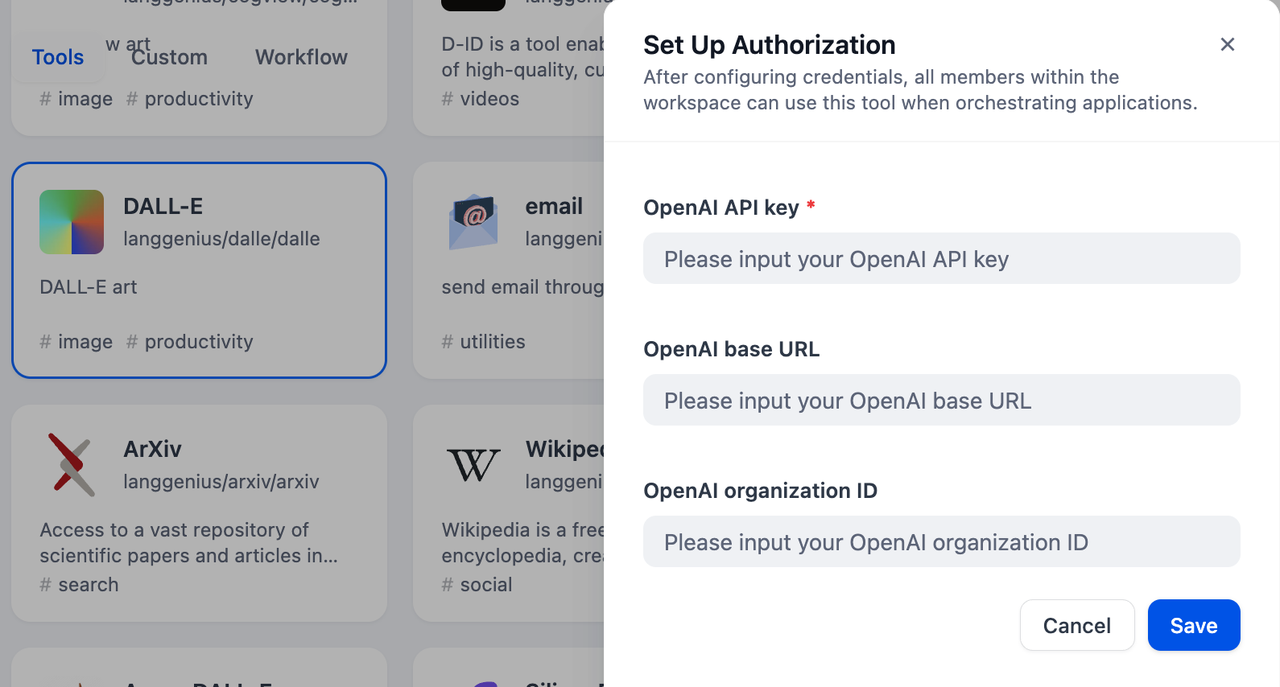 w art
D-ID is a tool enab
of high-quality, cu
Tools
Custom
Workflow
# image # productivity
# videos
DALL-E
langgenius/dalle/dalle
DALL-E art
# image # productivity
@
email
langgeni
send email throug
# utilities
ArXiv
langgenius/arxiv/arxiv
Access to a vast repository of
scientific papers and articles in...
# search
W
Wikipe
langgeni
Wikipedia is a free
encyclopedia, cre
# social
Set Up Authorization
After configuring credentials, all members within the
workspace can use this tool when orchestrating applications.
OpenAI API key *
Please input your OpenAI API key
OpenAI base URL
Please input your OpenAI base URL
OpenAI organization ID
Please input your OpenAI organization ID
Cancel
Save